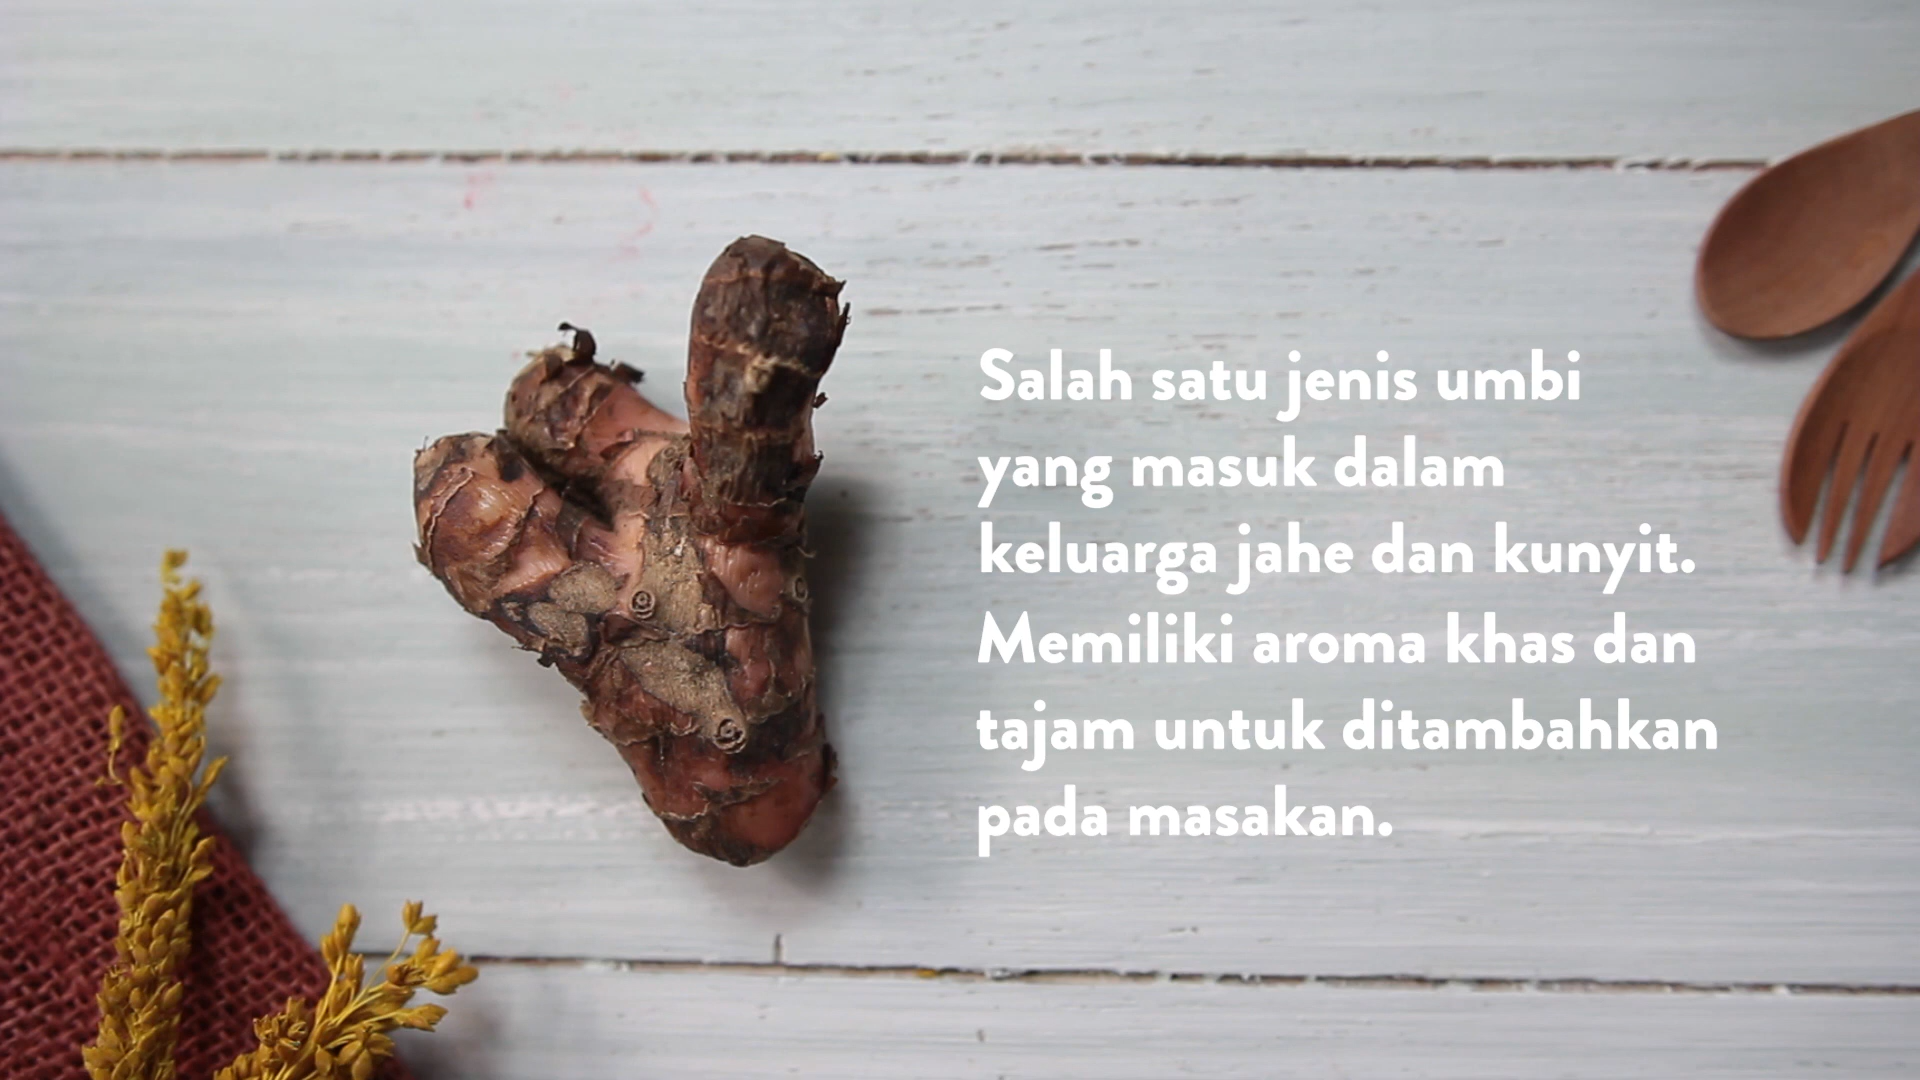 Salah satu jenis umbi
yang masuk dalam
keluarga jahe dan kunyit.
Memiliki aroma khas dan
tajam untuk ditambahkan
pada masakan.